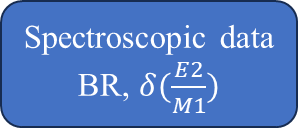 Spectroscopic data
BR, δ(E2/M1)